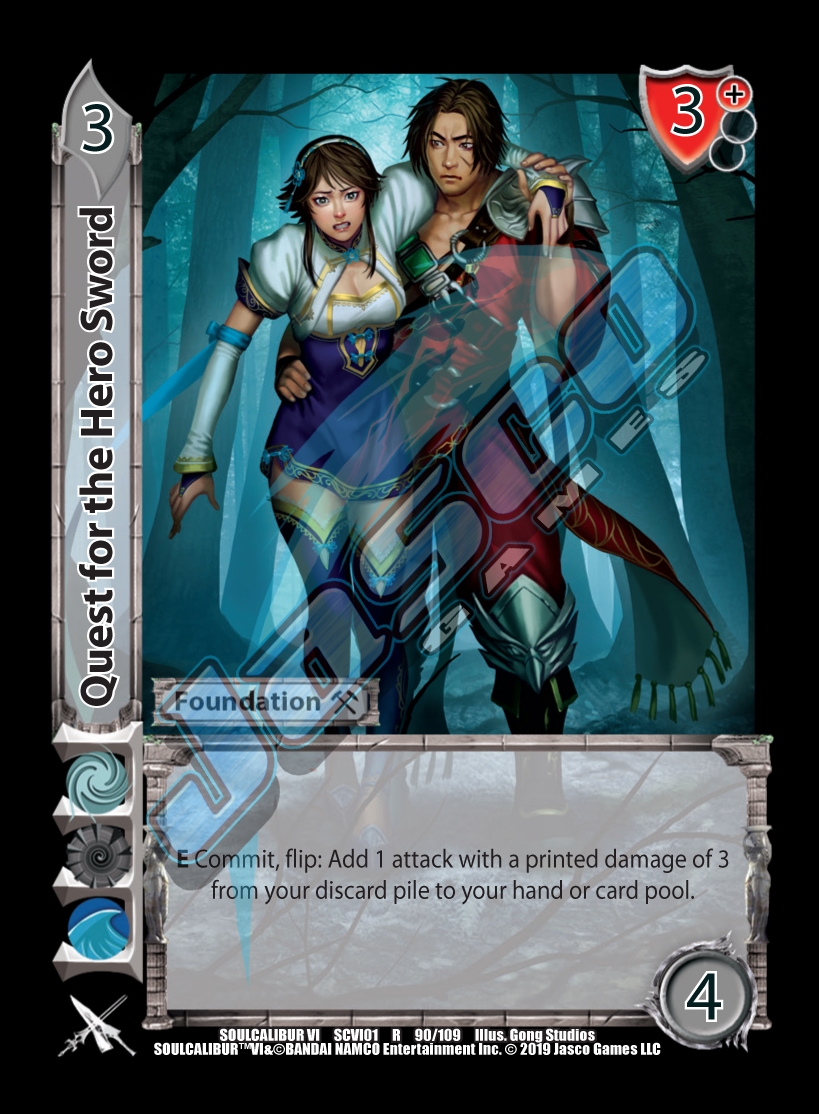 3
3 +
Quest for the Hero Sword
JASCO
GAMES
Foundation
E Commit, flip: Add 1 attack with a printed damage of 3
from your discard pile to your hand or card pool.
4
SOULCALIBUR VI SCVI01 R 90/109 Illus. Gong Studios
SOULCALIBUR™VI&©BANDAI NAMCO Entertainment Inc. © 2019 Jasco Games LLC